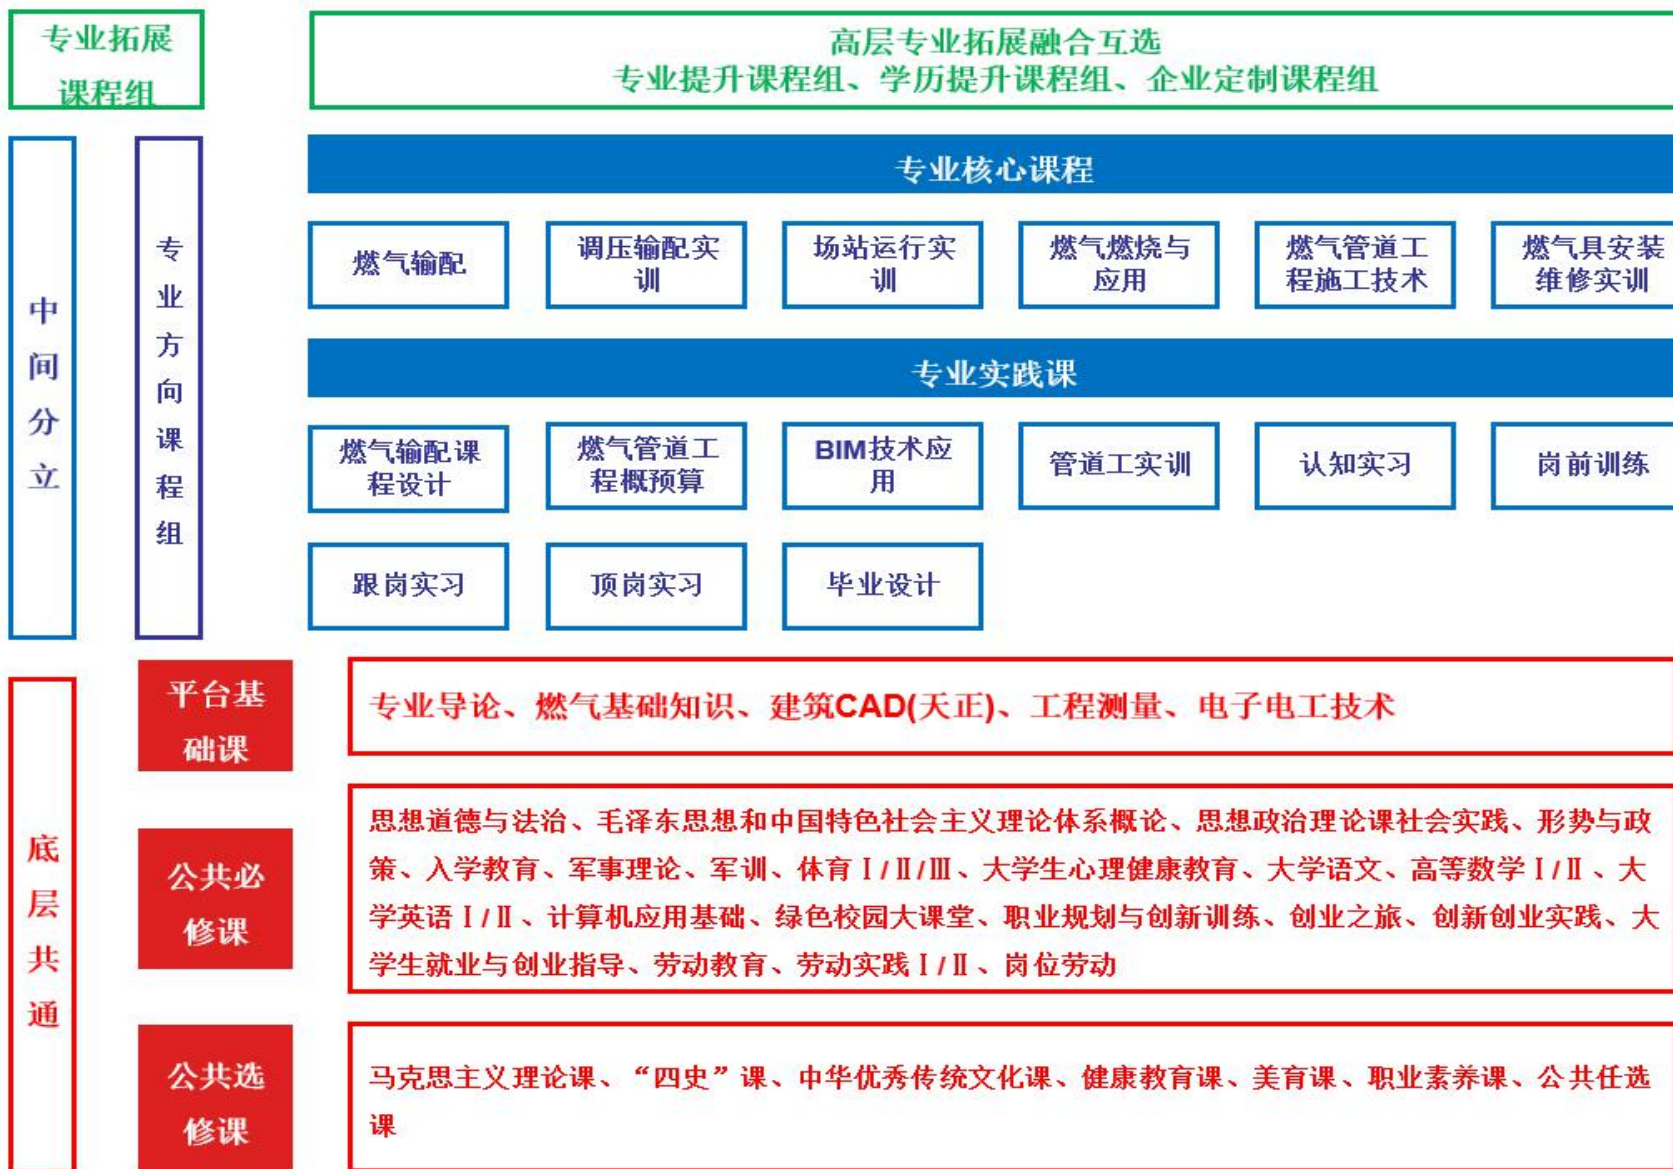 专业拓展
课程组
高层专业拓展融合互选
专业提升课程组、学历提升课程组、企业定制课程组
中
间
分
立
专
业
方
向
课
程
组
专业核心课程
燃气输配
调压输配实
训
场站运行实
训
燃气燃烧与
应用
燃气管道工
程施工技术
燃气具安装
维修实训
专业实践课
燃气输配课
程设计
燃气管道工
程概预算
BIM技术应
用
管道工实训
认知实习
岗前训练
跟岗实习
顶岗实习
毕业设计
底
层
共
通
平台基
础课
专业导论、燃气基础知识、建筑CAD(天正)、工程测量、电子电工技术
公共必
修课
思想道德与法治、毛泽东思想和中国特色社会主义理论体系概论、思想政治理论课社会实践、形势与政
策、入学教育、军事理论、军训、体育Ⅰ/Ⅱ/Ⅲ、大学生心理健康教育、大学语文、高等数学Ⅰ/Ⅱ、大
学英语Ⅰ/Ⅱ、计算机应用基础、绿色校园大课堂、职业规划与创新训练、创业之旅、创新创业实践、大
学生就业与创业指导、劳动教育、劳动实践Ⅰ/Ⅱ、岗位劳动
公共选
修课
马克思主义理论课、“四史”课、中华优秀传统文化课、健康教育课、美育课、职业素养课、公共任选
课